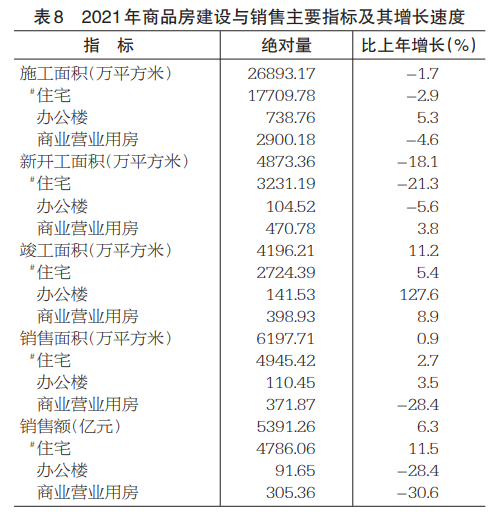 表8 2021年商品房建设与销售主要指标及其增长速度
指 标 绝对量 比上年增长(%)
施工面积(万平方米) 26893.17 −1.7
#住宅 17709.78 −2.9
办公楼 738.76 5.3
商业营业用房 2900.18 −4.6
新开工面积(万平方米) 4873.36 −18.1
#住宅 3231.19 −21.3
办公楼 104.52 −5.6
商业营业用房 470.78 3.8
竣工面积(万平方米) 4196.21 11.2
#住宅 2724.39 5.4
办公楼 141.53 127.6
商业营业用房 398.93 8.9
销售面积(万平方米) 6197.71 0.9
#住宅 4945.42 2.7
办公楼 110.45 3.5
商业营业用房 371.87 −28.4
销售额(亿元) 5391.26 6.3
#住宅 4786.06 11.5
办公楼 91.65 −28.4
商业营业用房 305.36 −30.6